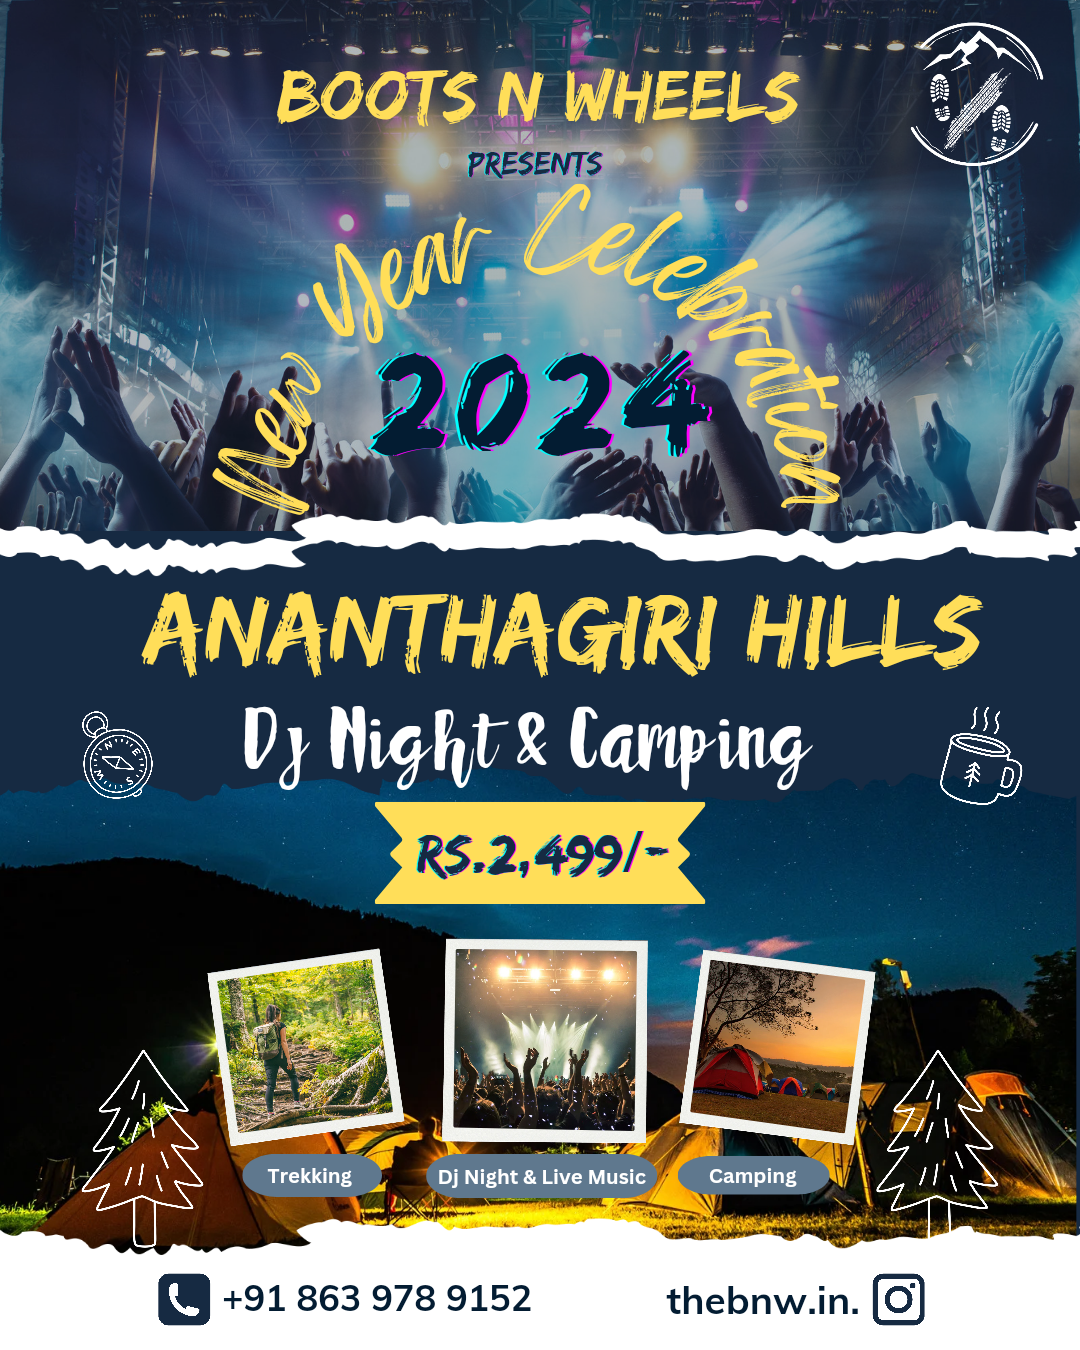 BOOTS N WHEELS
PRESENTS
New Year Celebration
2024
ANANTHAGIRI HILLS
Dj Night & Camping
N
E
S
W
RS.2,499/-
Trekking
Dj Night & Live Music
Camping
+91 863 978 9152
thebnw.in.